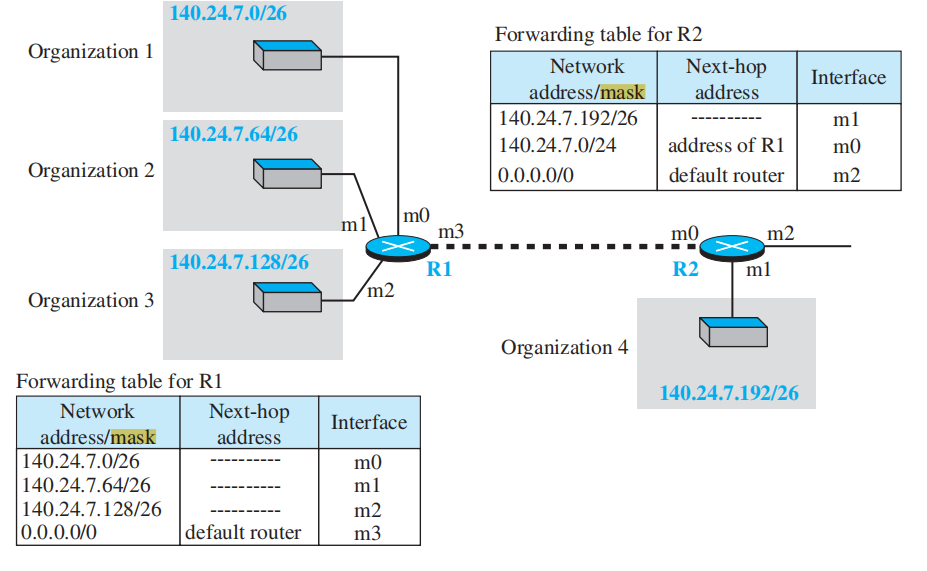 140.24.7.0/26
Organization 1
140.24.7.64/26
Organization 2
m1
m0
m3
140.24.7.128/26
R1
Organization 3
m2
Forwarding table for R2
Network address/mask
Next-hop address
Interface
140.24.7.192/26 ---------- m1
140.24.7.0/24 address of R1 m0
0.0.0.0/0 default router m2
m0
m2
R2
m1
Organization 4
140.24.7.192/26
Forwarding table for R1
Network address/mask
Next-hop address
Interface
140.24.7.0/26 ---------- m0
140.24.7.64/26 ---------- m1
140.24.7.128/26 ---------- m2
0.0.0.0/0 default router m3